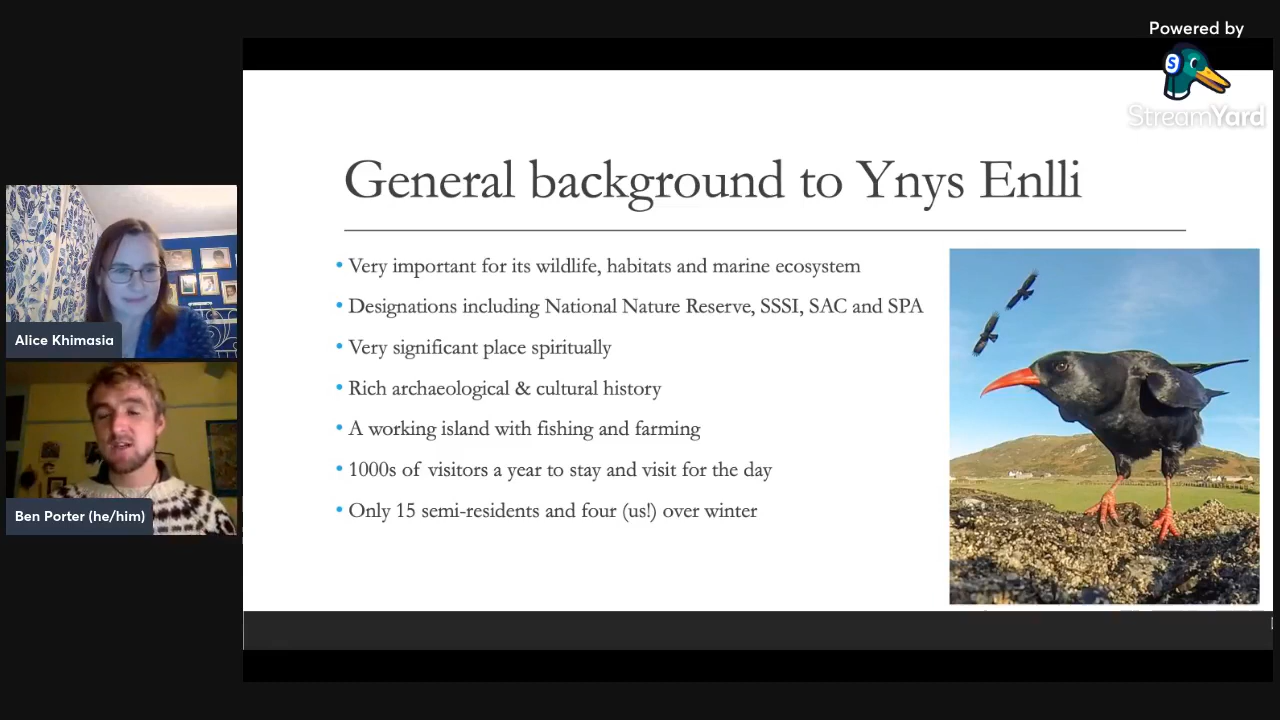 Powered by
S
StreamYard
General background to Ynys Enlli
• Very important for its wildlife, habitats and marine ecosystem
• Designations including National Nature Reserve, SSSI, SAC and SPA
• Very significant place spiritually
• Rich archaeological & cultural history
• A working island with fishing and farming
• 1000s of visitors a year to stay and visit for the day
• Only 15 semi-residents and four (us!) over winter
Alice Khimasia
Ben Porter (he/him)